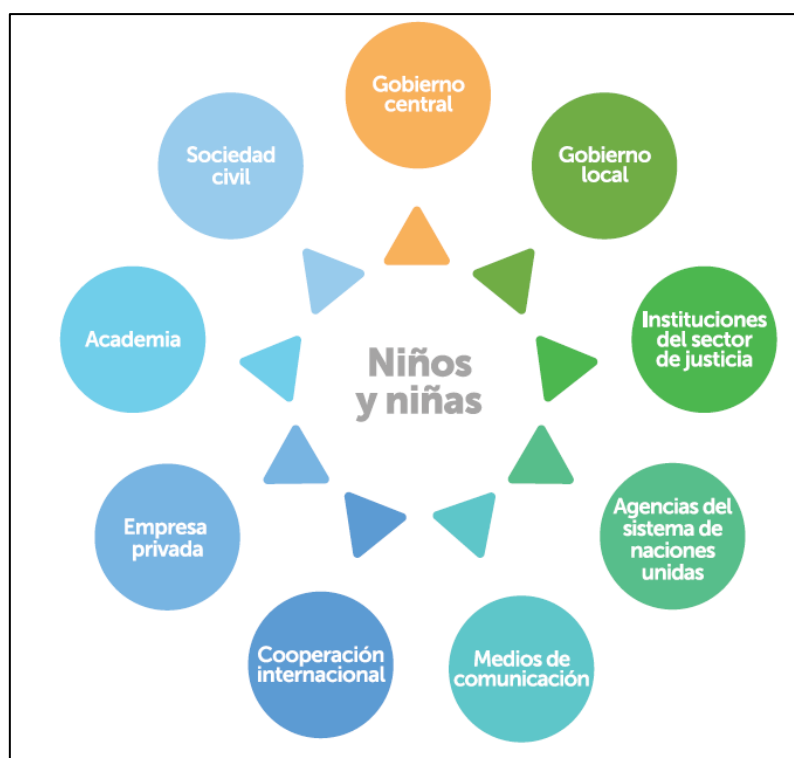 Gobierno
central
Gobierno
local
Instituciones
del sector
de justicia
Agencias del
sistema de
naciones
unidas
Medios de
comunicación
Cooperación
internacional
Empresa
privada
Academia
Sociedad
civil
Niños
y niñas